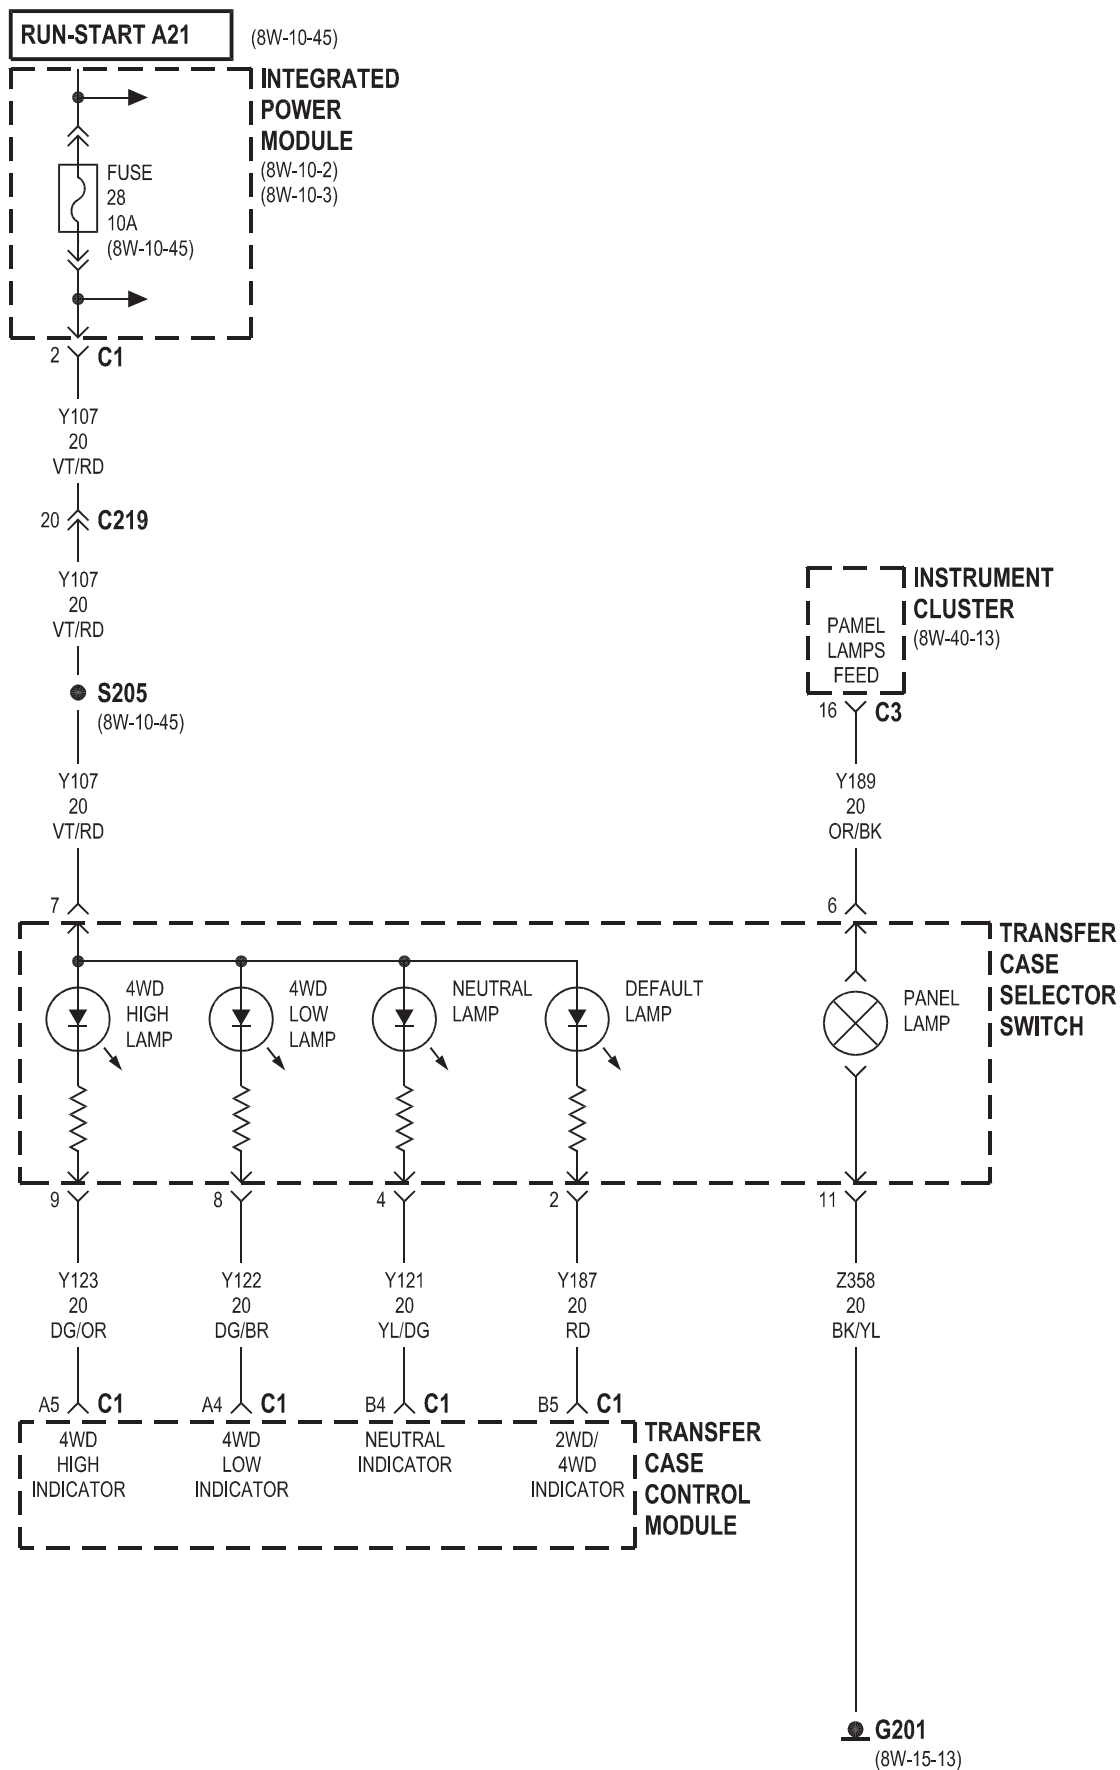 RUN-START A21
(8W-10-45)
INTEGRATED
POWER
MODULE
(8W-10-2)
(8W-10-3)
FUSE
28
10A
(8W-10-45)
2
C1
Y107
20
VT/RD
20
C219
Y107
20
VT/RD
S205
(8W-10-45)
Y107
20
VT/RD
7
INSTRUMENT
CLUSTER
(8W-40-13)
PAMEL
LAMPS
FEED
16
C3
Y189
20
OR/BK
6
TRANSFER
CASE
SELECTOR
SWITCH
4WD
HIGH
LAMP
4WD
LOW
LAMP
NEUTRAL
LAMP
DEFAULT
LAMP
PANEL
LAMP
9
8
4
2
11
Y123
20
DG/OR
Y122
20
DG/BR
Y121
20
YL/DG
Y187
20
RD
Z358
20
BK/YL
A5
C1
A4
C1
B4
C1
B5
C1
4WD
HIGH
INDICATOR
4WD
LOW
INDICATOR
NEUTRAL
INDICATOR
2WD/
4WD
INDICATOR
TRANSFER
CASE
CONTROL
MODULE
G201
(8W-15-13)